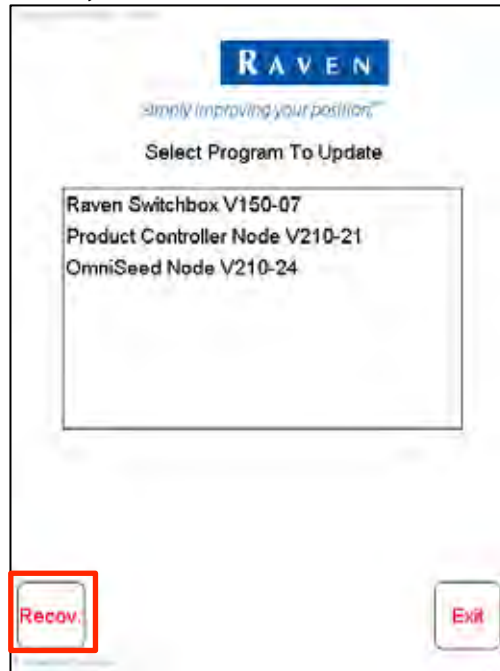 RAVEN
Simply improving your position.™
Select Program To Update
Raven Switchbox V150-07
Product Controller Node V210-21
OmniSeed Node V210-24
Recov.
Exit